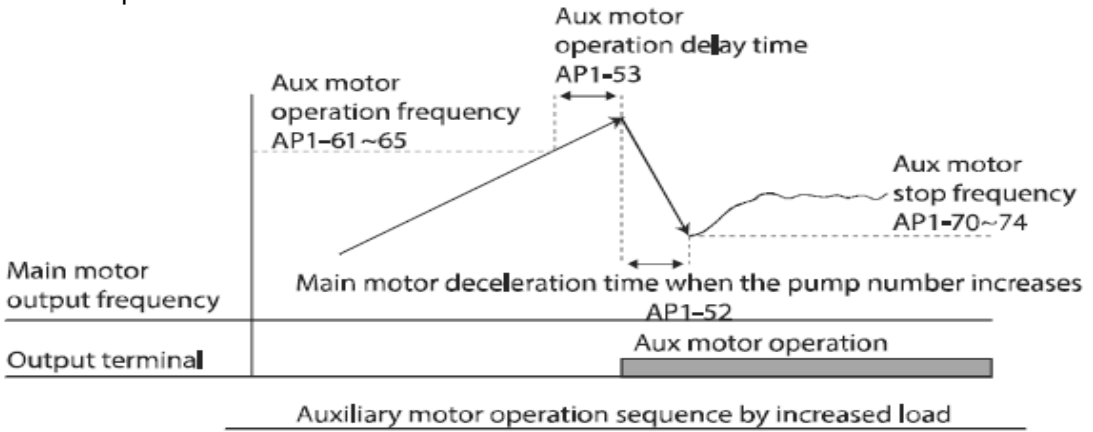 Aux motor
operation delay time
AP1-53
Aux motor
operation frequency
AP1-61~65
Aux motor
stop frequency
AP1-70~74
Main motor
output frequency
Main motor deceleration time when the pump number increases
AP1-52
Output terminal
Aux motor operation
Auxiliary motor operation sequence by increased load